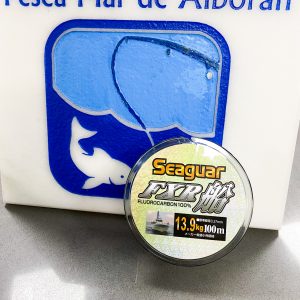 Pesca Mar de Alborán
Seaguar
FXR船
FLUOROCARBON 100%
13.9kg 100m